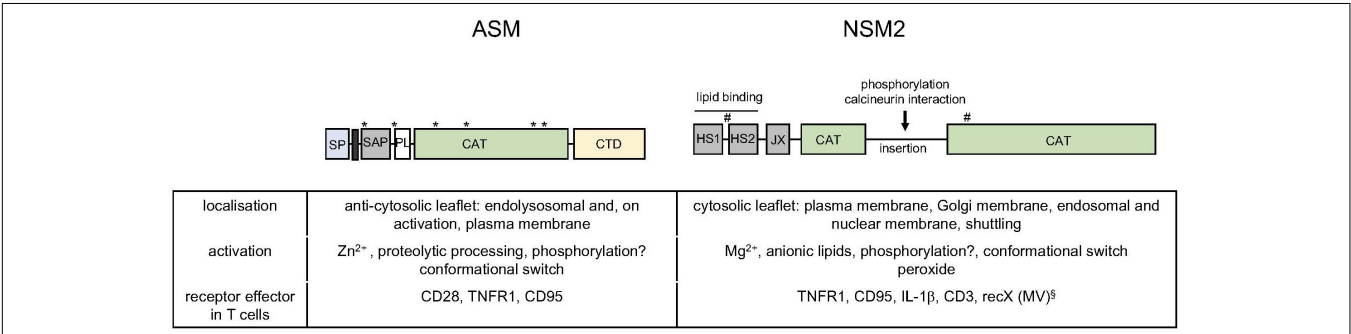 ASM
NSM2
phosphorylation
calcineurin interaction
lipid binding
* * * * * *
# #
SP SAP PL CAT CTD
HS1 HS2 JX CAT insertion CAT
localisation
anti-cytosolic leaflet: endolysosomal and, on
activation, plasma membrane
cytosolic leaflet: plasma membrane, Golgi membrane, endosomal and
nuclear membrane, shuttling
activation
Zn²⁺ , proteolytic processing, phosphorylation?
conformational switch
Mg²⁺, anionic lipids, phosphorylation?, conformational switch
peroxide
receptor effector
in T cells
CD28, TNFR1, CD95
TNFR1, CD95, IL-1β, CD3, recX (MV)§